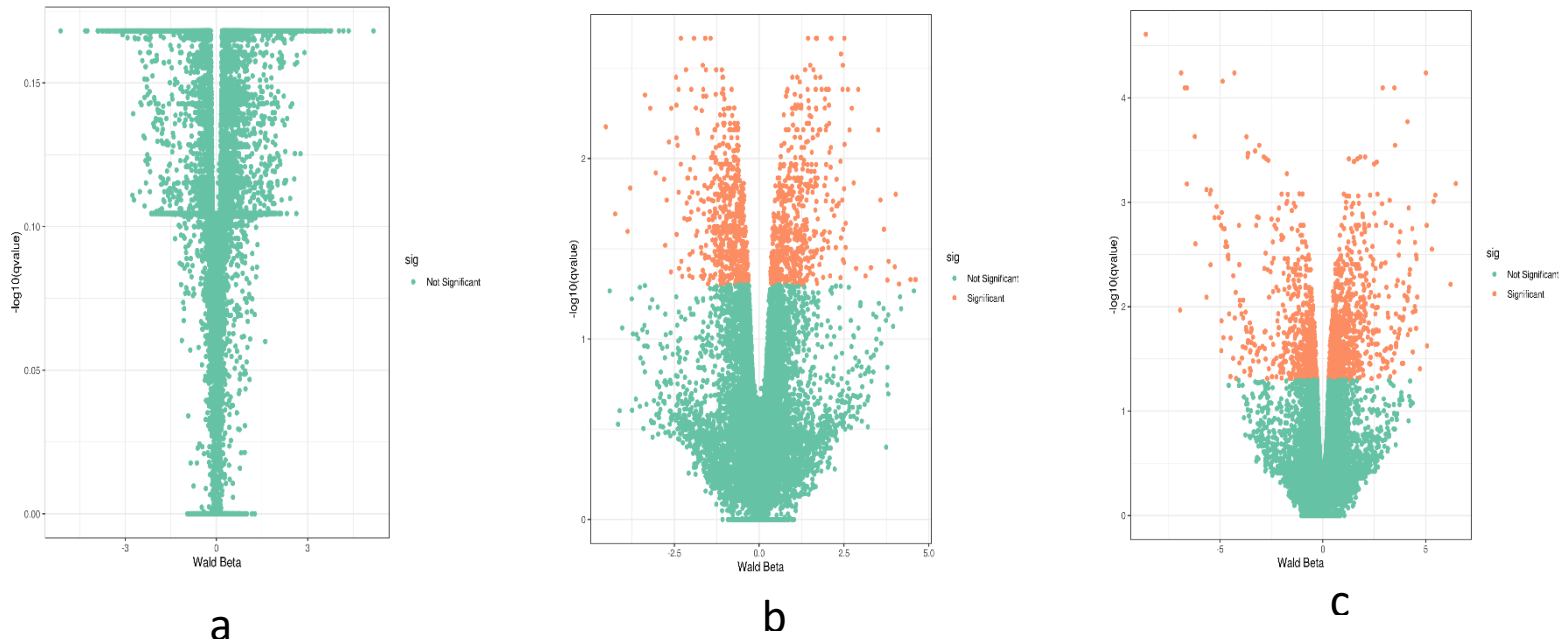 -log10(qvalue)
0.15
0.10
0.05
0.00
-3
0
3
Wald Beta
sig
Not Significant
a
-log10(qvalue)
2
1
0
-2.5
0.0
2.5
5.0
Wald Beta
sig
Not Significant
Significant
b
-log10(qvalue)
4
3
2
1
0
-5
0
5
Wald Beta
sig
Not Significant
Significant
c